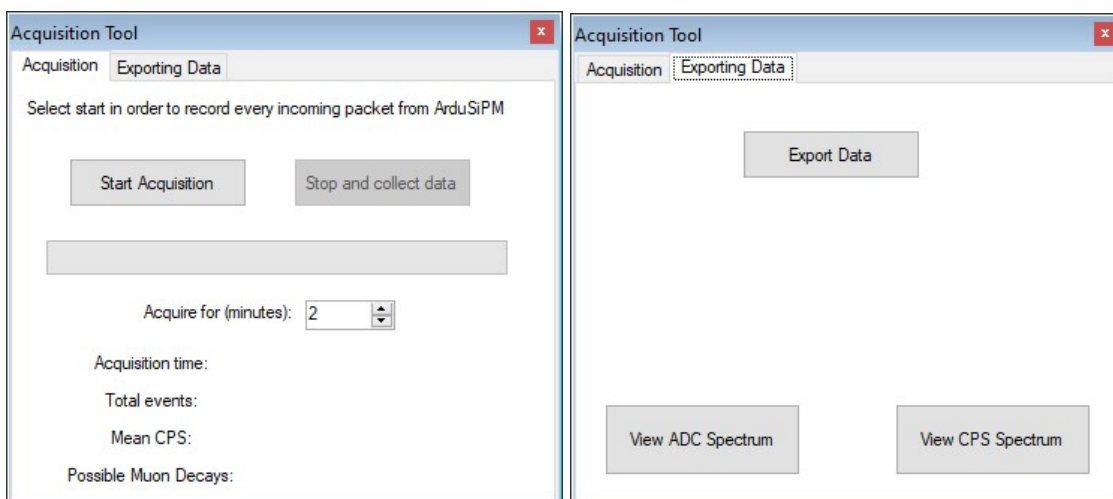 Acquisition Tool
x
Acquisition
Exporting Data
Select start in order to record every incoming packet from ArduSiPM
Start Acquisition
Stop and collect data
Acquire for (minutes):
2
Acquisition time:
Total events:
Mean CPS:
Possible Muon Decays:
Acquisition Tool
x
Acquisition
Exporting Data
Export Data
View ADC Spectrum
View CPS Spectrum